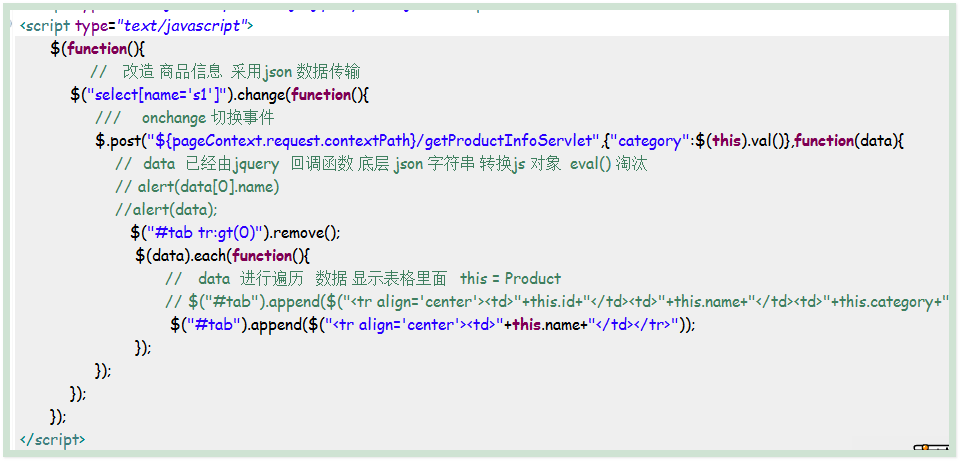 <script type="text/javascript">
$(function(){
// 改造 商品信息 采用json 数据传输
$("select[name='s1']").change(function(){
/// onchange 切换事件
$.post("${pageContext.request.contextPath}/getProductInfoServlet",{"category":$(this).val()},function(data){
// data 已经由jquery 回调函数 底层 json 字符串 转换js 对象 eval() 淘汰
// alert(data[0].name)
//alert(data);
$("#tab tr:gt(0)").remove();
$(data).each(function(){
// data 进行遍历 数据 显示表格里面 this = Product
// $("#tab").append($("<tr align='center'><td>"+this.id+"</td><td>"+this.name+"</td><td>"+this.category+"
$("#tab").append($("<tr align='center'><td>"+this.name+"</td></tr>"));
});
});
});
});
</script>